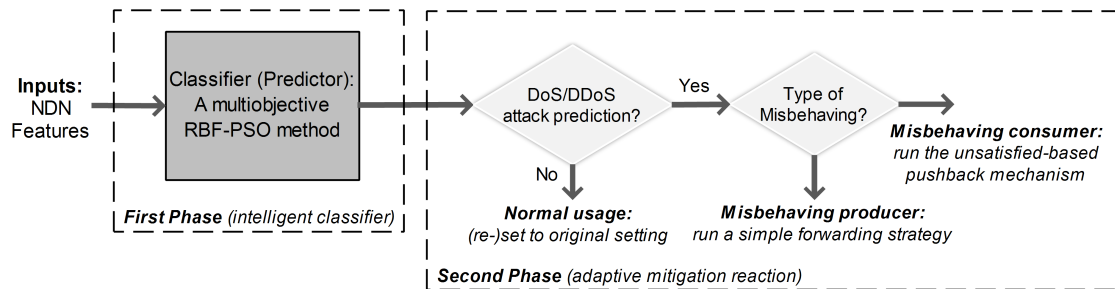 Inputs:
NDN
Features
Classifier (Predictor):
A multiobjective
RBF-PSO method
First Phase (intelligent classifier)
DoS/DDoS
attack prediction?
Yes
No
Normal usage:
(re-)set to original setting
Type of
Misbehaving?
Misbehaving consumer:
run the unsatisfied-based
pushback mechanism
Misbehaving producer:
run a simple forwarding strategy
Second Phase (adaptive mitigation reaction)